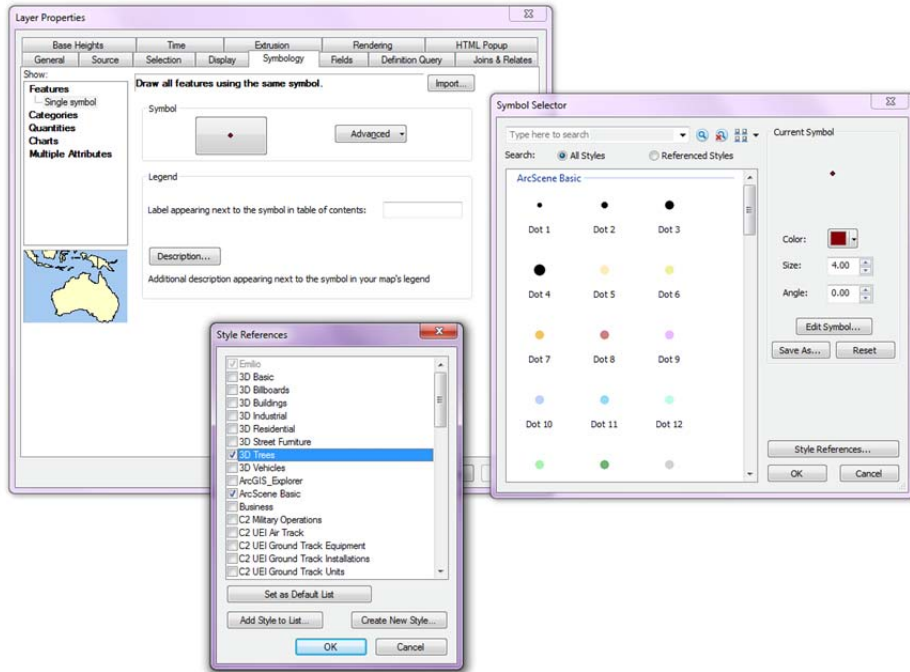 Layer Properties
Base Heights Time Extrusion Rendering HTML Popup
General Source Selection Display Symbology Fields Definition Query Joins & Relates
Show:
Features
Single symbol
Categories
Quantities
Charts
Multiple Attributes
Draw all features using the same symbol.
Import...
Symbol
Advanced
Legend
Label appearing next to the symbol in table of contents:
Description...
Additional description appearing next to the symbol in your map's legend
Symbol Selector
Type here to search
Search: All Styles Referenced Styles
ArcScene Basic
Dot 1 Dot 2 Dot 3
Dot 4 Dot 5 Dot 6
Dot 7 Dot 8 Dot 9
Dot 10 Dot 11 Dot 12
Current Symbol
Color:
Size: 4.00
Angle: 0.00
Edit Symbol...
Save As... Reset
Style References...
OK Cancel
Style References
Emilio
3D Basic
3D Billboards
3D Buildings
3D Industrial
3D Residential
3D Street Furniture
3D Trees
3D Vehicles
ArcGIS_Explorer
ArcScene Basic
Business
C2 Military Operations
C2 UEI Air Track
C2 UEI Ground Track Equipment
C2 UEI Ground Track Installations
C2 UEI Ground Track Units
Set as Default List
Add Style to List... Create New Style...
OK Cancel